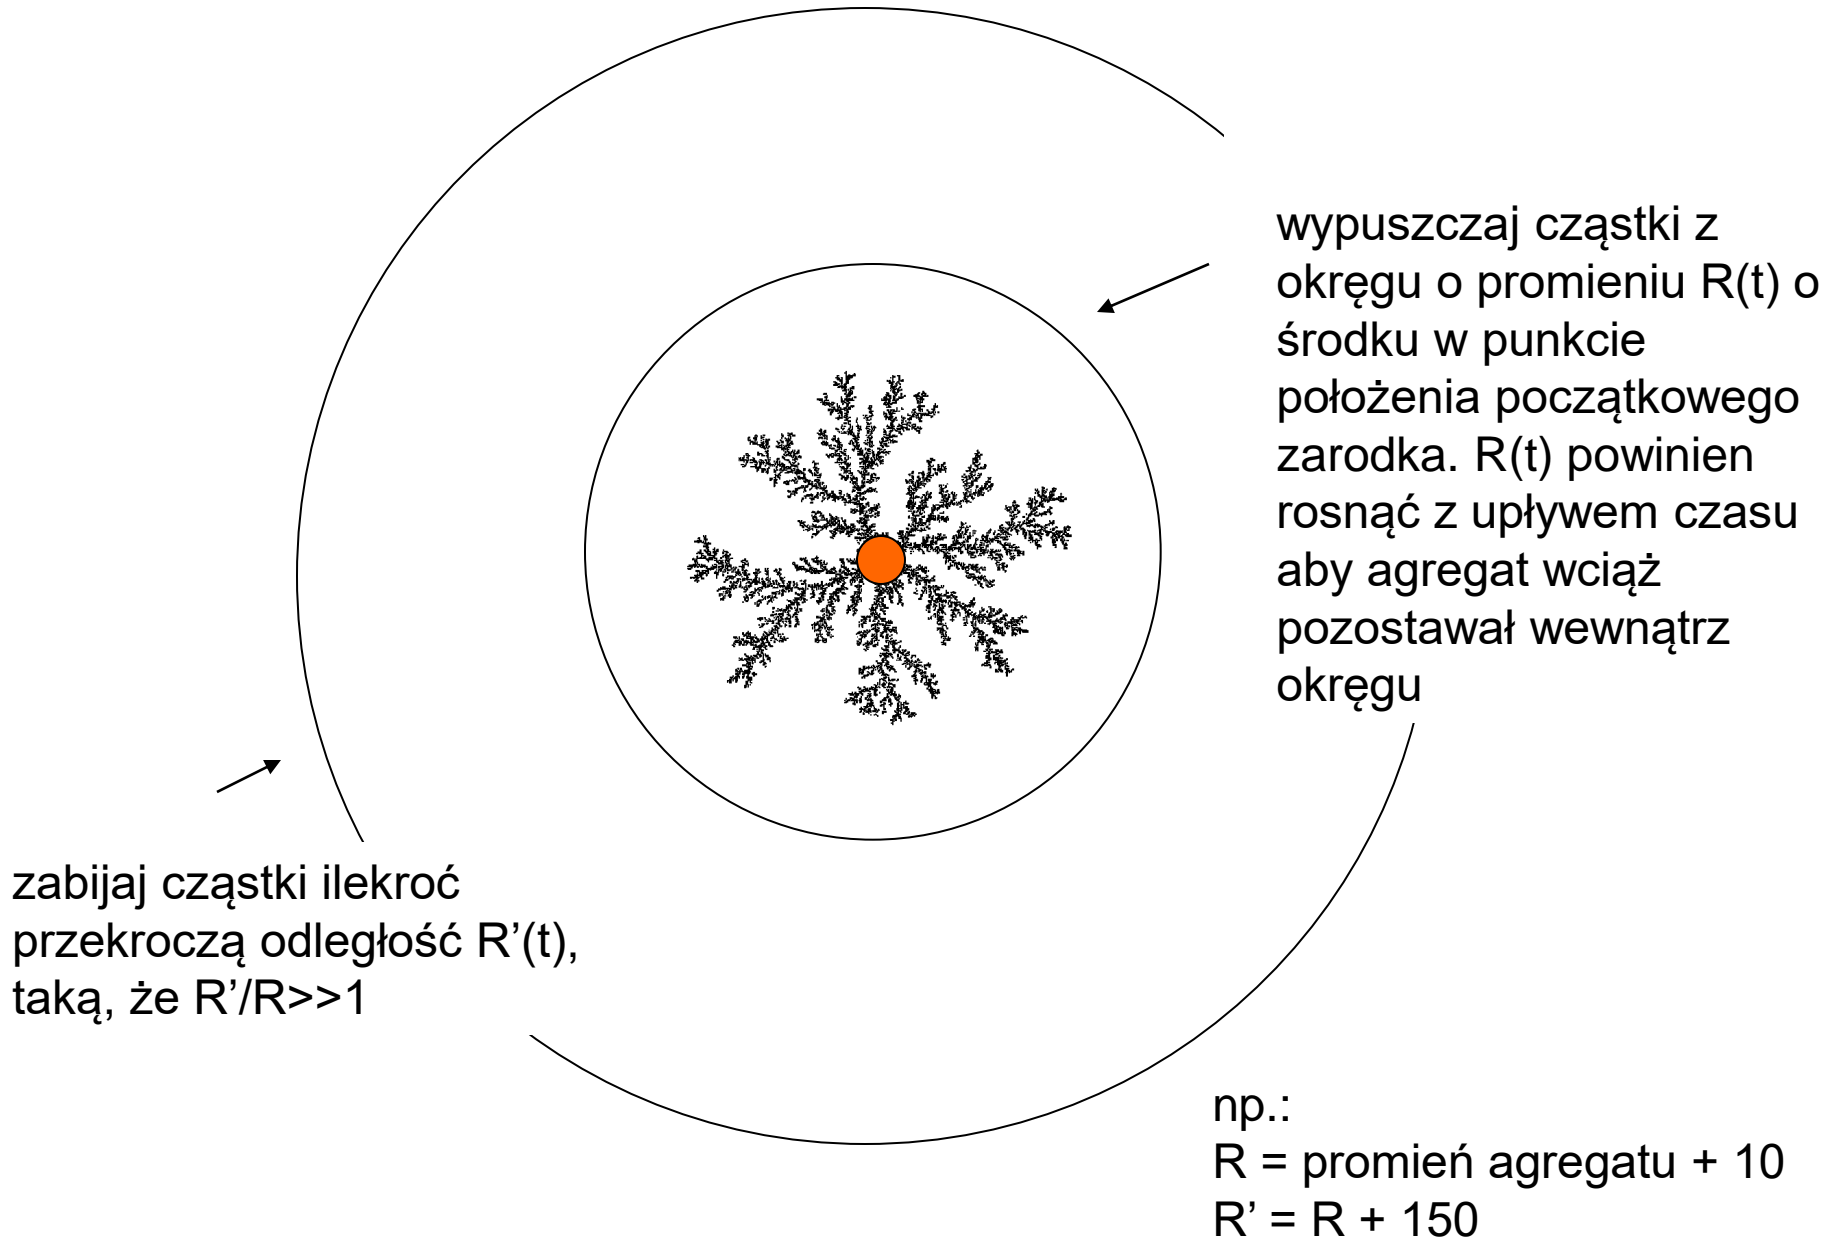 wypuszczaj cząstki z
okręgu o promieniu R(t) o
środku w punkcie
położenia początkowego
zarodka. R(t) powinien
rosnąć z upływem czasu
aby agregat wciąż
pozostawał wewnątrz
okręgu
zabijaj cząstki ilekroć
przekroczą odległość R’(t),
taką, że R’/R>>1
np.:
R = promień agregatu + 10
R’ = R + 150